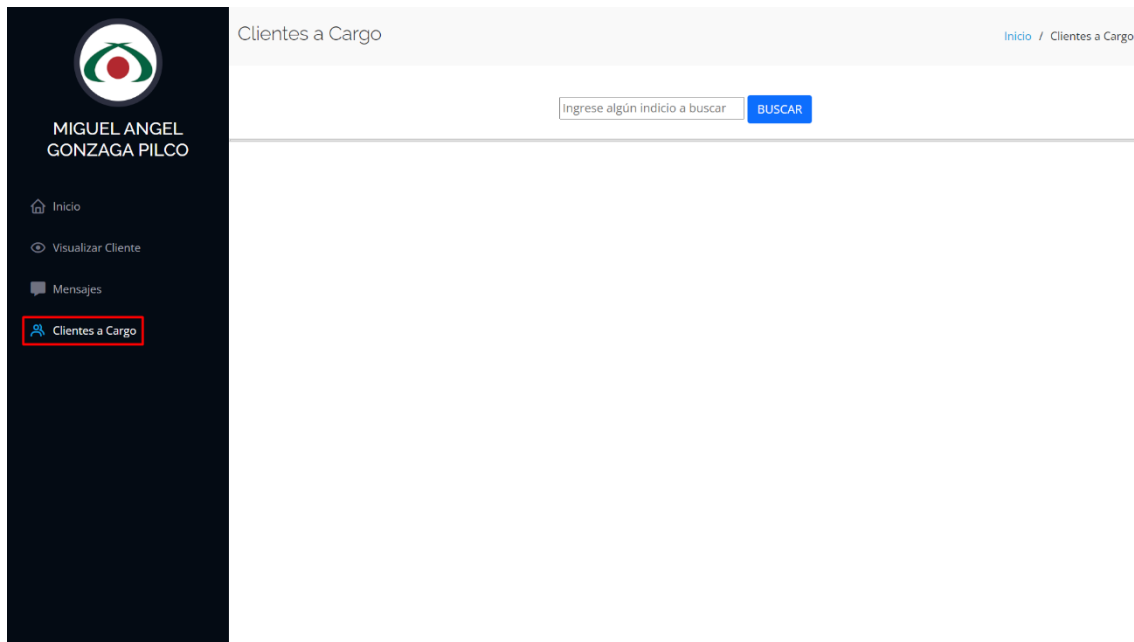 MIGUEL ANGEL
GONZAGA PILCO
Inicio
Visualizar Cliente
Mensajes
Clientes a Cargo
Clientes a Cargo
Inicio / Clientes a Cargo
Ingrese algún indicio a buscar
BUSCAR